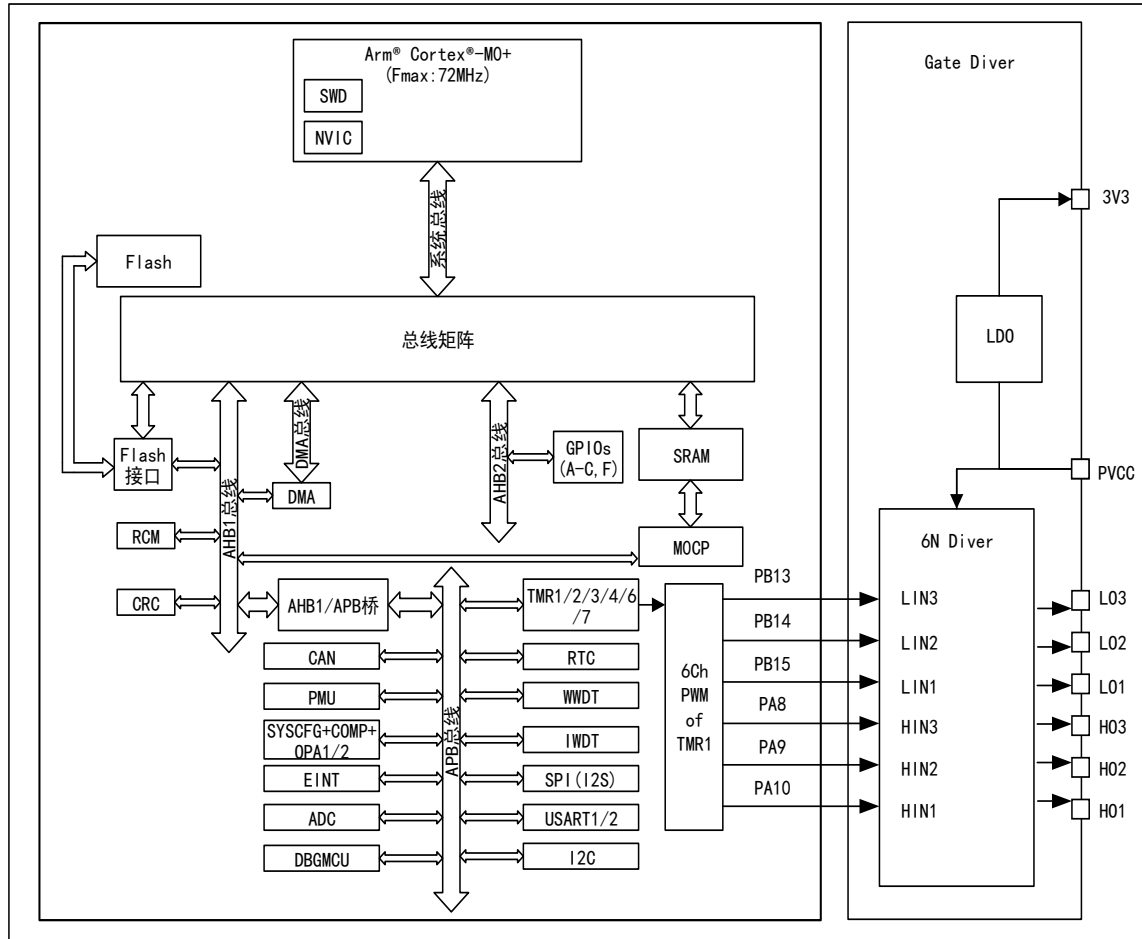 Arm® Cortex®-M0+
(Fmax:72MHz)
SWD
NVIC
系统总线
Flash
总线矩阵
Flash
接口
AHB1总线
DMA总线
DMA
AHB2总线
GPIOs
(A-C,F)
SRAM
RCM
MOCP
CRC
AHB1/APB桥
APB总线
TMR1/2/3/4/6
/7
CAN
RTC
PMU
WWDT
SYSCFG+COMP+
OPA1/2
IWDT
EINT
SPI(I2S)
ADC
USART1/2
DBGMCU
I2C
6Ch
PWM
of
TMR1
PB13
PB14
PB15
PA8
PA9
PA10
Gate Diver
3V3
LDO
PVCC
6N Diver
LIN3
LIN2
LIN1
HIN3
HIN2
HIN1
LO3
LO2
LO1
HO3
HO2
HO1